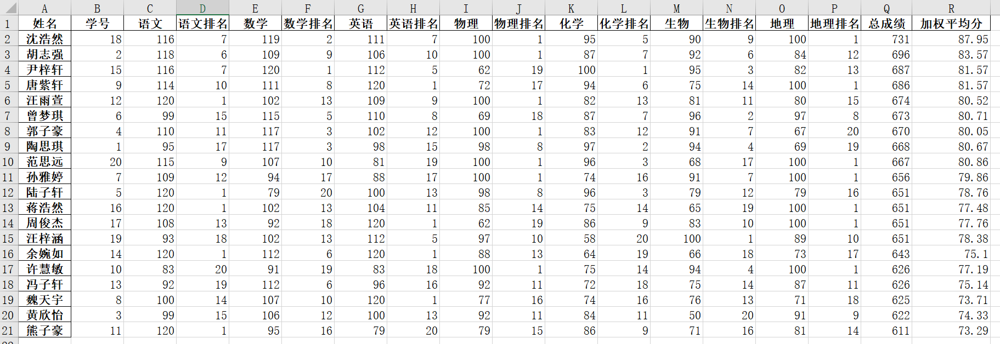 A B C D E F G H I J K L M N O P Q R
1 姓名 学号 语文 语文排名 数学 数学排名 英语 英语排名 物理 物理排名 化学 化学排名 生物 生物排名 地理 地理排名 总成绩 加权平均分
2 沈浩然 18 116 7 119 2 111 7 100 1 95 5 90 9 100 1 731 87.95
3 胡志强 2 118 6 109 9 106 10 100 1 87 7 92 6 84 12 696 83.57
4 尹梓轩 15 116 7 120 1 112 5 62 19 100 1 95 3 82 13 687 81.57
5 唐紫轩 9 114 10 111 8 120 1 72 17 94 6 75 14 100 1 686 81.57
6 汪雨萱 12 120 1 102 13 109 9 100 1 82 13 81 11 80 15 674 80.52
7 曾梦琪 6 99 15 115 5 110 8 69 18 87 7 96 2 97 8 673 80.71
8 郭子豪 4 110 11 117 3 102 12 100 1 83 12 91 7 67 20 670 80.05
9 陶思琪 1 95 17 117 3 98 15 98 8 97 2 94 4 69 19 668 80.67
10 范思远 20 115 9 107 10 81 19 100 1 96 3 68 17 100 1 667 80.86
11 孙雅婷 7 109 12 94 17 88 17 100 1 74 16 91 7 100 1 656 79.86
12 陆子轩 5 120 1 79 20 100 13 98 8 96 3 79 12 79 16 651 78.76
13 蒋浩然 16 120 1 102 13 104 11 85 14 75 14 65 19 100 1 651 77.48
14 周俊杰 17 108 13 92 18 120 1 62 19 86 9 83 10 100 1 651 77.76
15 汪梓涵 19 93 18 102 13 112 5 97 10 58 20 100 1 89 10 651 78.38
16 余婉如 14 120 1 112 6 120 1 88 13 64 19 66 18 73 17 643 75.1
17 许慧敏 10 83 20 91 19 83 18 100 1 75 14 94 4 100 1 626 77.19
18 冯子轩 13 92 19 112 6 96 16 92 11 72 18 75 14 87 11 626 75.14
19 魏天宇 8 100 14 107 10 120 1 77 16 74 16 76 13 71 18 625 73.71
20 黄欣怡 3 99 15 106 12 100 13 92 11 84 11 50 20 91 9 622 74.33
21 熊子豪 11 120 1 95 16 79 20 79 15 86 9 71 16 81 14 611 73.29